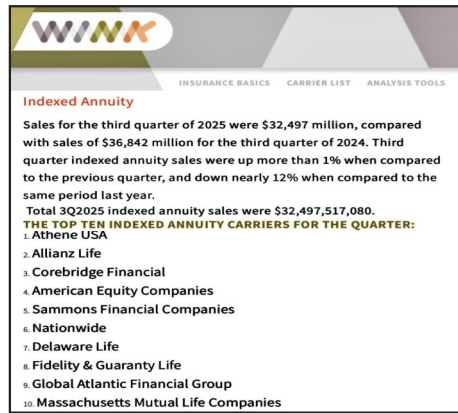 WINK
INSURANCE BASICS CARRIER LIST ANALYSIS TOOLS
Indexed Annuity
Sales for the third quarter of 2025 were $32,497 million, compared
with sales of $36,842 million for the third quarter of 2024. Third
quarter indexed annuity sales were up more than 1% when compared
to the previous quarter, and down nearly 12% when compared to the
same period last year.
Total 3Q2025 indexed annuity sales were $32,497,517,080.
THE TOP TEN INDEXED ANNUITY CARRIERS FOR THE QUARTER:
1. Athene USA
2. Allianz Life
3. Corebridge Financial
4. American Equity Companies
5. Sammons Financial Companies
6. Nationwide
7. Delaware Life
8. Fidelity & Guaranty Life
9. Global Atlantic Financial Group
10. Massachusetts Mutual Life Companies